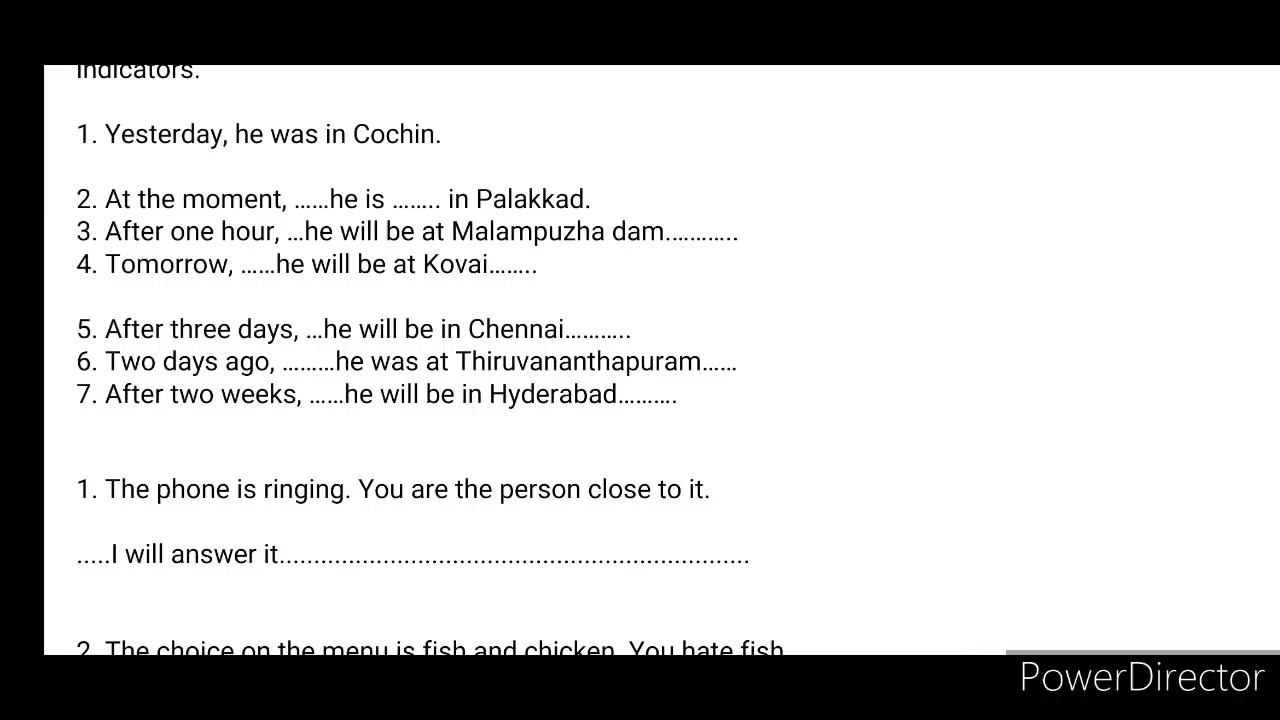 indicators.
1. Yesterday, he was in Cochin.
2. At the moment, ……he is …….. in Palakkad.
3. After one hour, …he will be at Malampuzha dam………..
4. Tomorrow, ……he will be at Kovai……..
5. After three days, …he will be in Chennai………..
6. Two days ago, ………he was at Thiruvananthapuram……
7. After two weeks, ……he will be in Hyderabad……….
1. The phone is ringing. You are the person close to it.
.....I will answer it....................................................................
2. The choice on the menu is fish and chicken. You hate fish.
PowerDirector